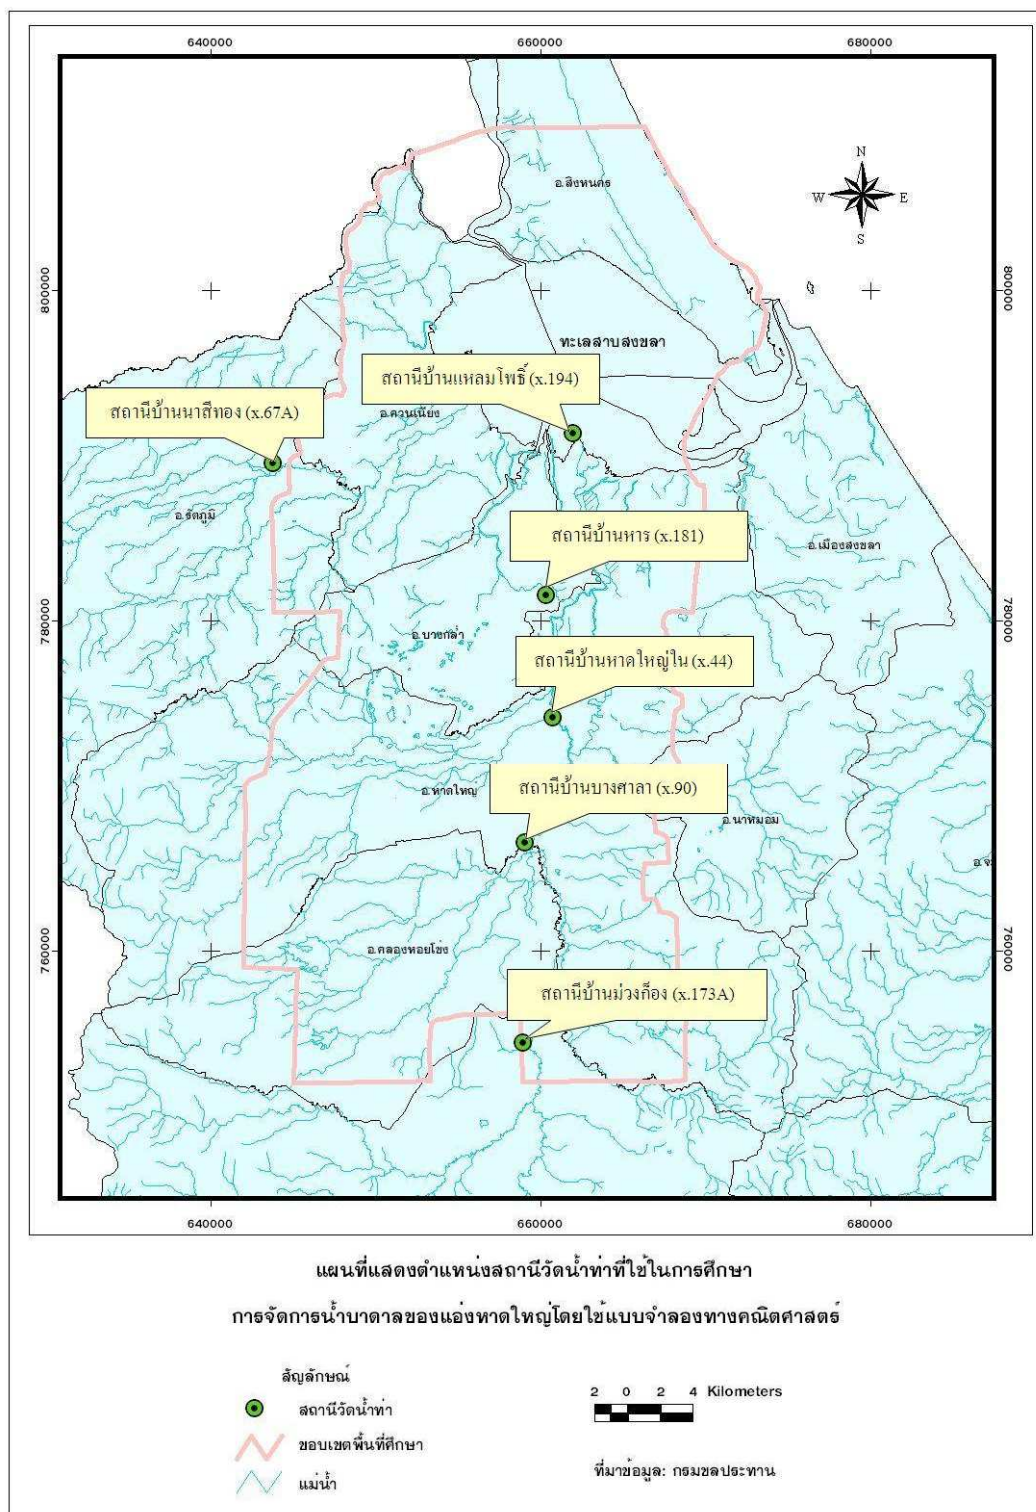 640000 660000 680000
N
W E
S
อ.สิงหนคร
800000 800000
ทะเลสาบสงขลา
สถานีบ้านแหลมโพธิ์ (x.194)
สถานีบ้านนาสีทอง (x.67A)
อ.ควนเนียง
อ.รัตภูมิ
สถานีบ้านหาร (x.181)
อ.เมืองสงขลา
780000 780000
อ.บางกล่ำ
สถานีบ้านหาดใหญ่ใน (x.44)
สถานีบ้านบางศาลา (x.90)
อ.หาดใหญ่
อ.นาหม่อม
อ.คลองหอยโข่ง
760000 760000
สถานีบ้านม่วงก็อง (x.173A)
640000 660000 680000
แผนที่แสดงตำแหน่งสถานีวัดน้ำท่าที่ใช้ในการศึกษา
การจัดการน้ำบาดาลของแอ่งหาดใหญ่โดยใช้แบบจำลองทางคณิตศาสตร์
สัญลักษณ์
สถานีวัดน้ำท่า
ขอบเขตพื้นที่ศึกษา
แม่น้ำ
2 0 2 4 Kilometers
ที่มาข้อมูล: กรมชลประทาน